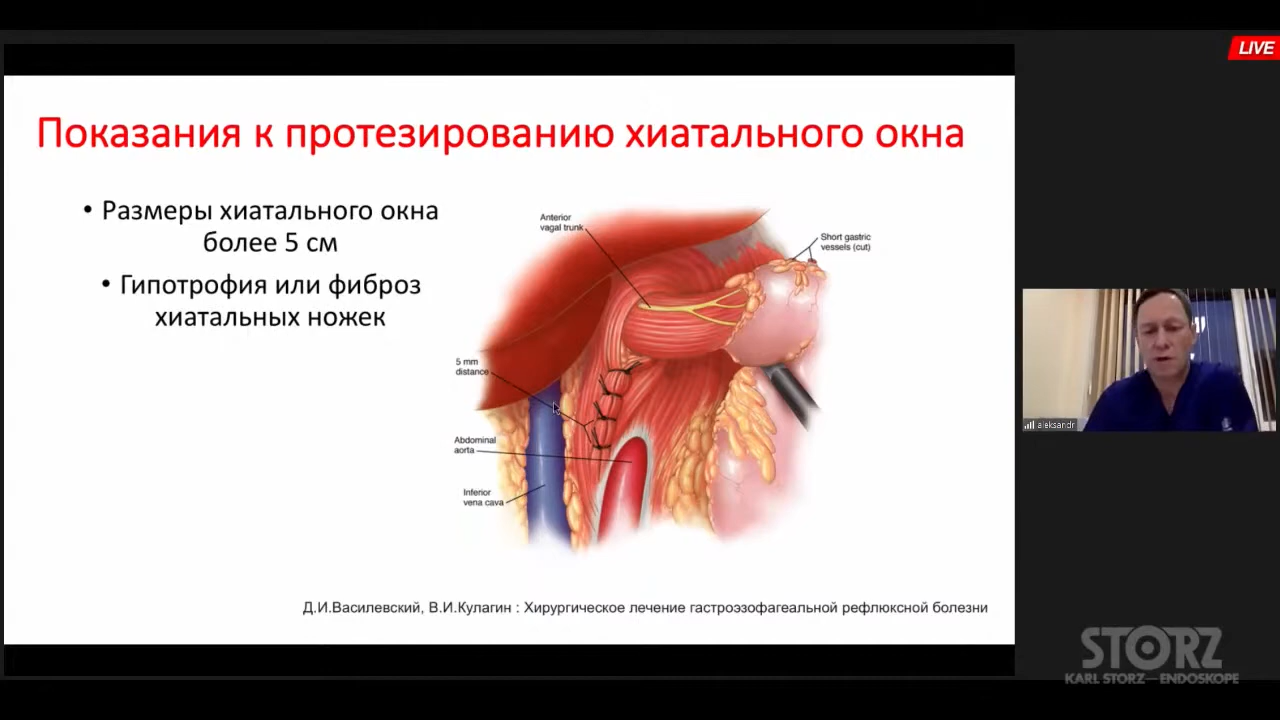 LIVE
Показания к протезированию хиатального окна
• Размеры хиатального окна
более 5 см
• Гипотрофия или фиброз
хиатальных ножек
Anterior
vagal trunk
Short gastric
vessels (cut)
5 mm
distance
Abdominal
aorta
Inferior
vena cava
Д.И.Василевский, В.И.Кулагин : Хирургическое лечение гастроэзофагеальной рефлюксной болезни
aleksandr
STORZ
KARL STORZ—ENDOSKOPE